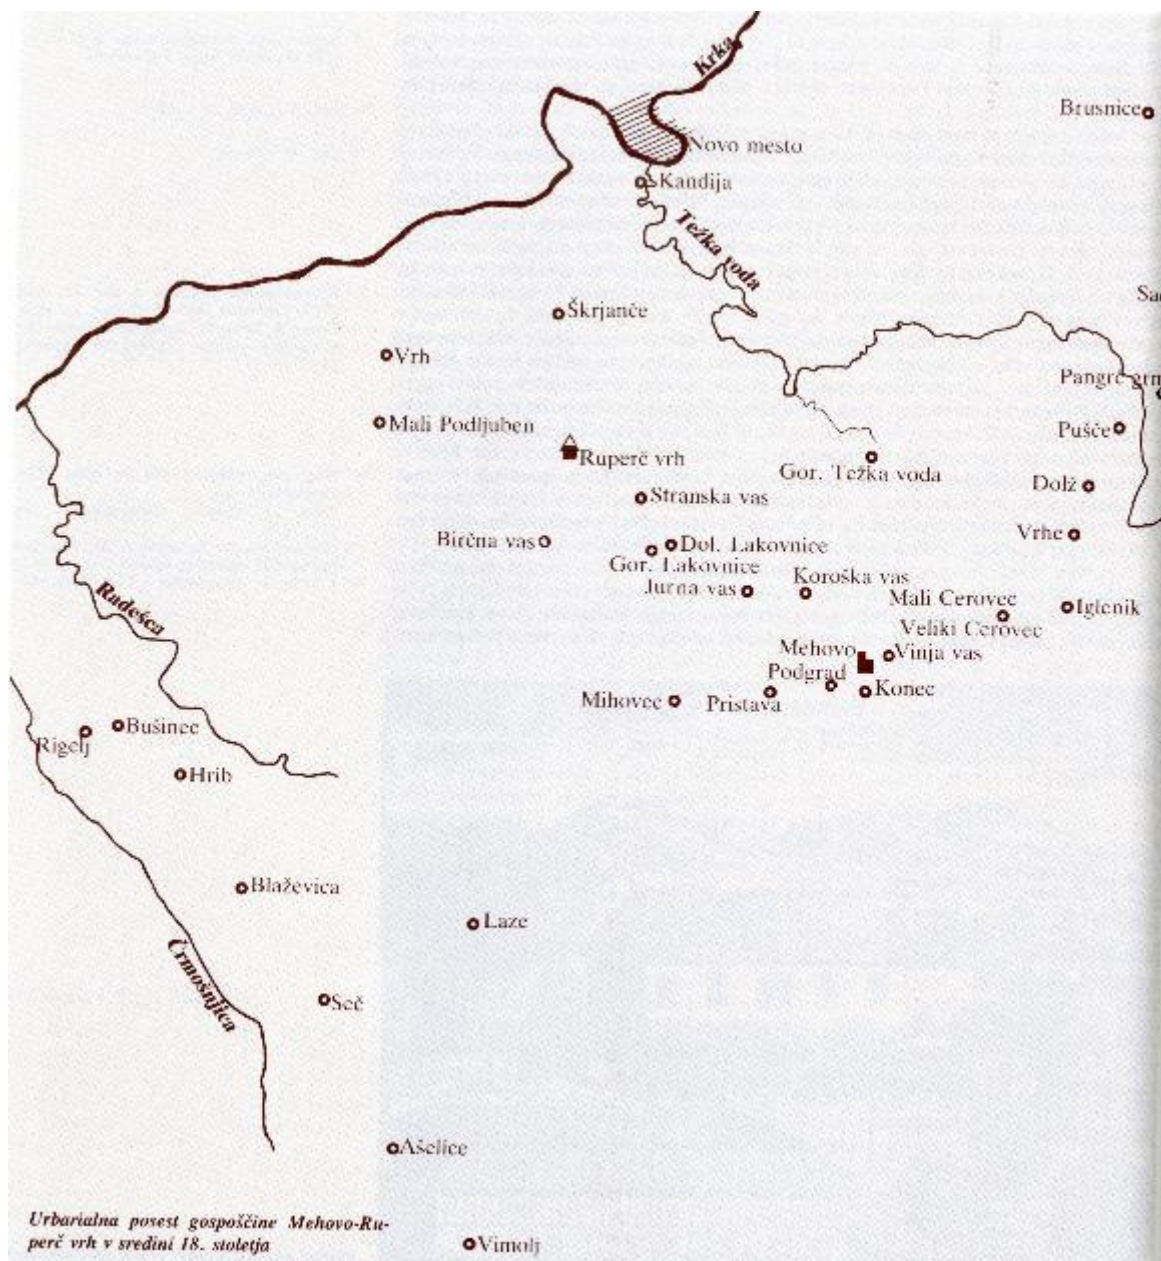 Krka
Brusnice
Novo mesto
Kandija
Težka voda
Škrjanče
Vrh
Pangrč grm
Mali Podljuben
Pušče
Ruperč vrh
Gor. Težka voda
Dolž
Stranska vas
Vrhe
Birčna vas
Dol. Lakovnice
Gor. Lakovnice
Jurna vas
Koroška vas
Mali Cerovec
Iglenik
Radešca
Veliki Cerovec
Mehovo
Vinja vas
Podgrad
Konec
Mihovec
Pristava
Bušinec
Rigelj
Hrib
Blaževica
Laze
Črmošnjica
Seč
Ašelice
Urbarialna posest gospoščine Mehovo-Ru-
perč vrh v sredini 18. stoletja
Vimolj